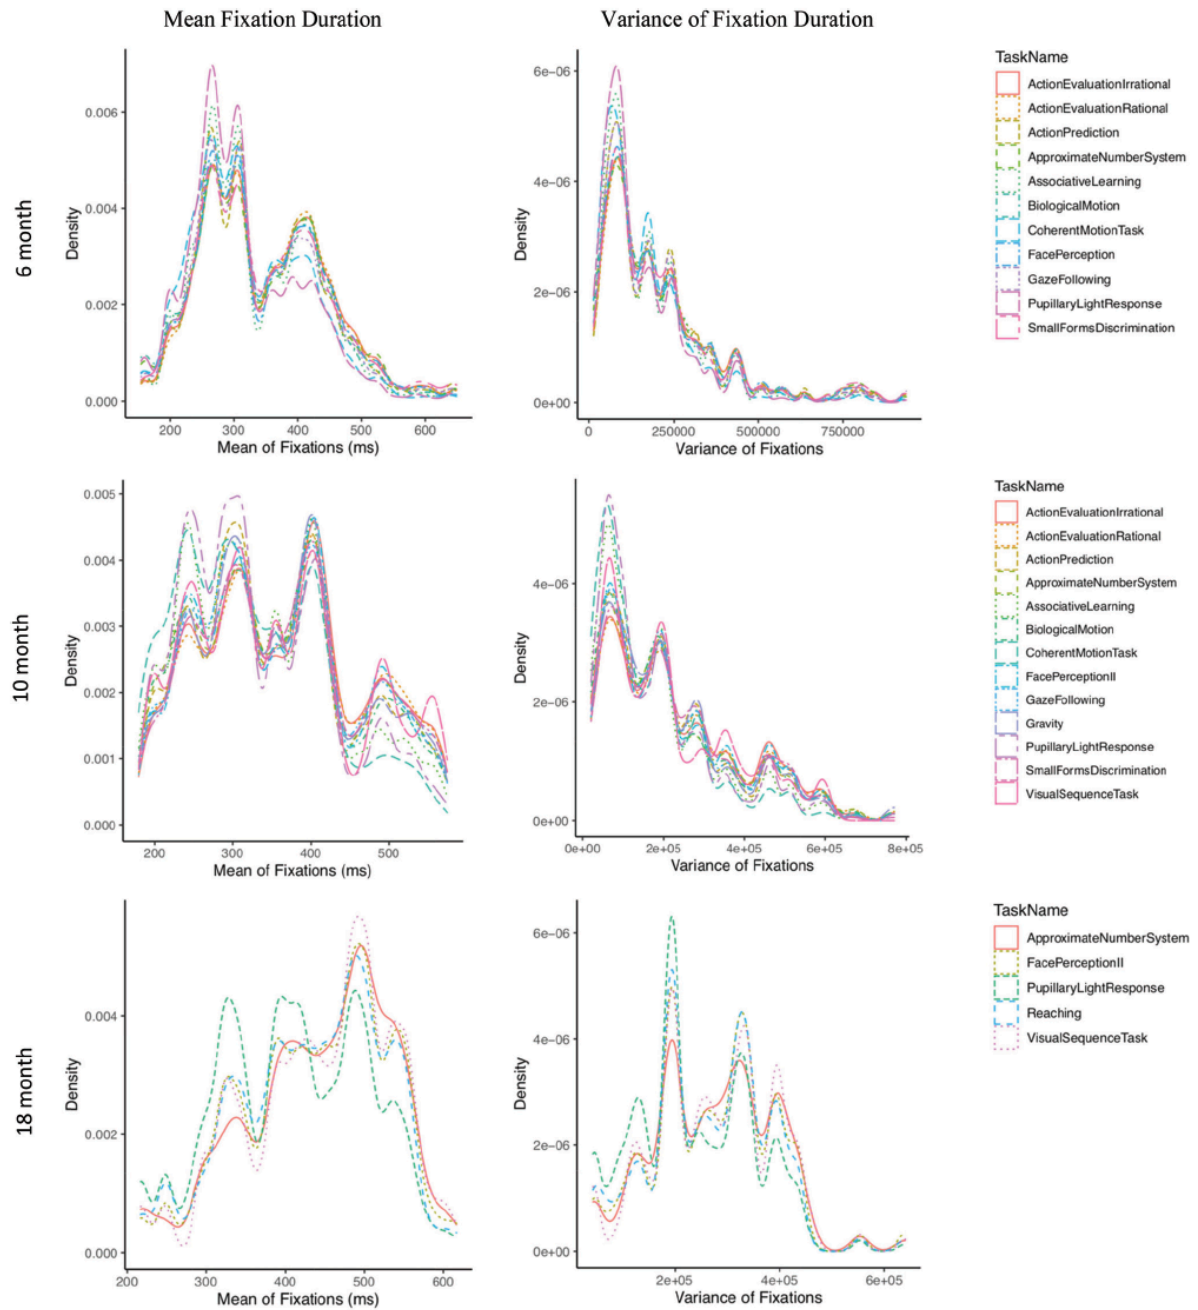 Mean Fixation Duration
Variance of Fixation Duration
6 month
Density
0.006
0.004
0.002
0.000
200 300 400 500 600
Mean of Fixations (ms)
Density
6e−06
4e−06
2e−06
0e+00
0 250000 500000 750000
Variance of Fixations
TaskName
ActionEvaluationIrrational
ActionEvaluationRational
ActionPrediction
ApproximateNumberSystem
AssociativeLearning
BiologicalMotion
CoherentMotionTask
FacePerception
GazeFollowing
PupillaryLightResponse
SmallFormsDiscrimination
10 month
Density
0.005
0.004
0.003
0.002
0.001
0.000
200 300 400 500
Mean of Fixations (ms)
Density
4e−06
2e−06
0e+00
0e+00 2e+05 4e+05 6e+05 8e+05
Variance of Fixations
TaskName
ActionEvaluationIrrational
ActionEvaluationRational
ActionPrediction
ApproximateNumberSystem
AssociativeLearning
BiologicalMotion
CoherentMotionTask
FacePerceptionII
GazeFollowing
Gravity
PupillaryLightResponse
SmallFormsDiscrimination
VisualSequenceTask
18 month
Density
0.004
0.002
0.000
200 300 400 500 600
Mean of Fixations (ms)
Density
6e−06
4e−06
2e−06
0e+00
2e+05 4e+05 6e+05
Variance of Fixations
TaskName
ApproximateNumberSystem
FacePerceptionII
PupillaryLightResponse
Reaching
VisualSequenceTask